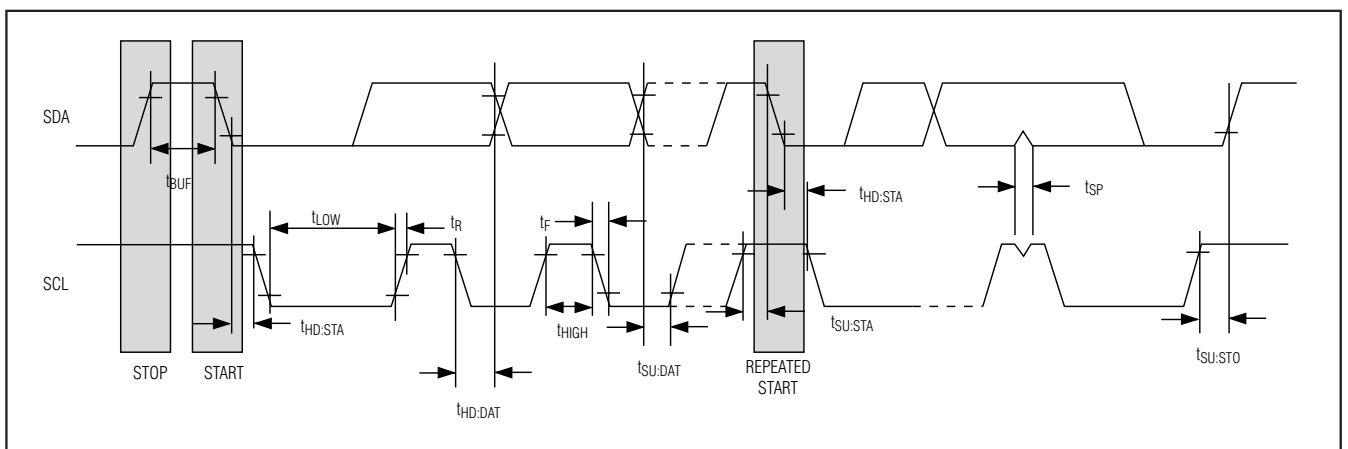 SDA
tBUF
tHD:STA
tSP
tLOW
tR
tF
SCL
tHD:STA
tHIGH
tSU:STA
tSU:DAT
tSU:STO
STOP
START
REPEATED
START
tHD:DAT